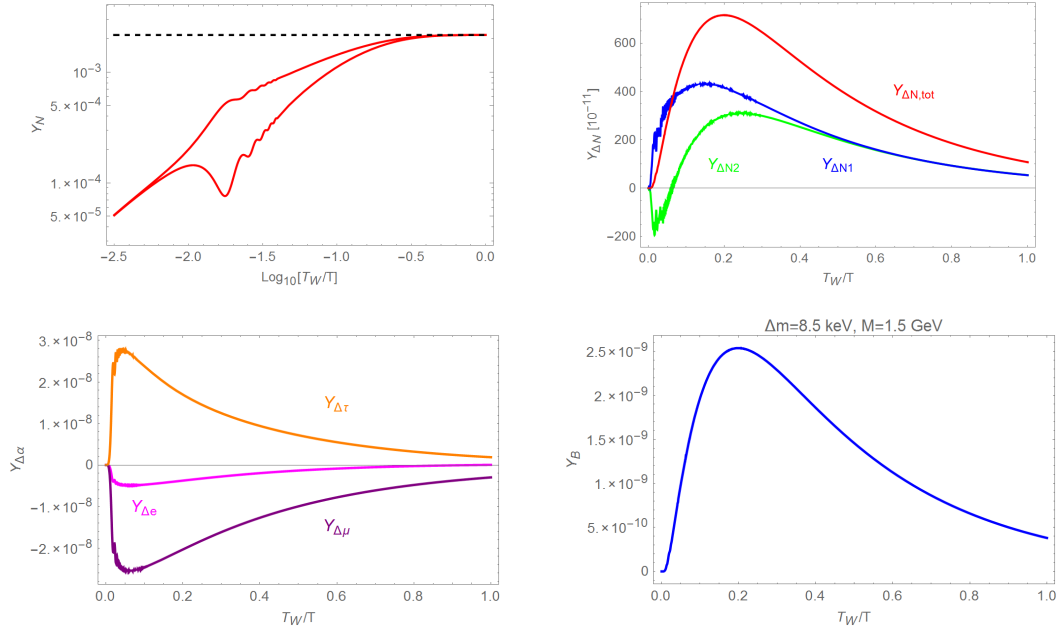 10⁻³
5.×10⁻⁴
1.×10⁻⁴
5.×10⁻⁵
Y_N
-2.5 -2.0 -1.5 -1.0 -0.5 0.0
Log₁₀[T_W/T]
600
400
200
0
-200
Y_ΔN [10⁻¹¹]
Y_ΔN,tot
Y_ΔN2
Y_ΔN1
0.0 0.2 0.4 0.6 0.8 1.0
T_W/T
3.×10⁻⁸
2.×10⁻⁸
1.×10⁻⁸
0
-1.×10⁻⁸
-2.×10⁻⁸
Y_Δα
Y_Δτ
Y_Δe
Y_Δμ
0.0 0.2 0.4 0.6 0.8 1.0
T_W/T
Δm=8.5 keV, M=1.5 GeV
2.5×10⁻⁹
2.×10⁻⁹
1.5×10⁻⁹
1.×10⁻⁹
5.×10⁻¹⁰
0
Y_B
0.0 0.2 0.4 0.6 0.8 1.0
T_W/T